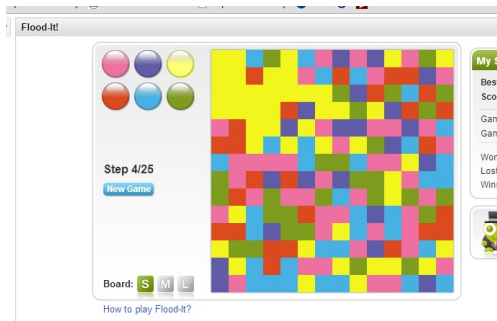 Flood-It!
My S
Best
Sco
Gam
Gam
Step 4/25
New Game
Won
Lost
Wins
Board: S M L
How to play Flood-It?